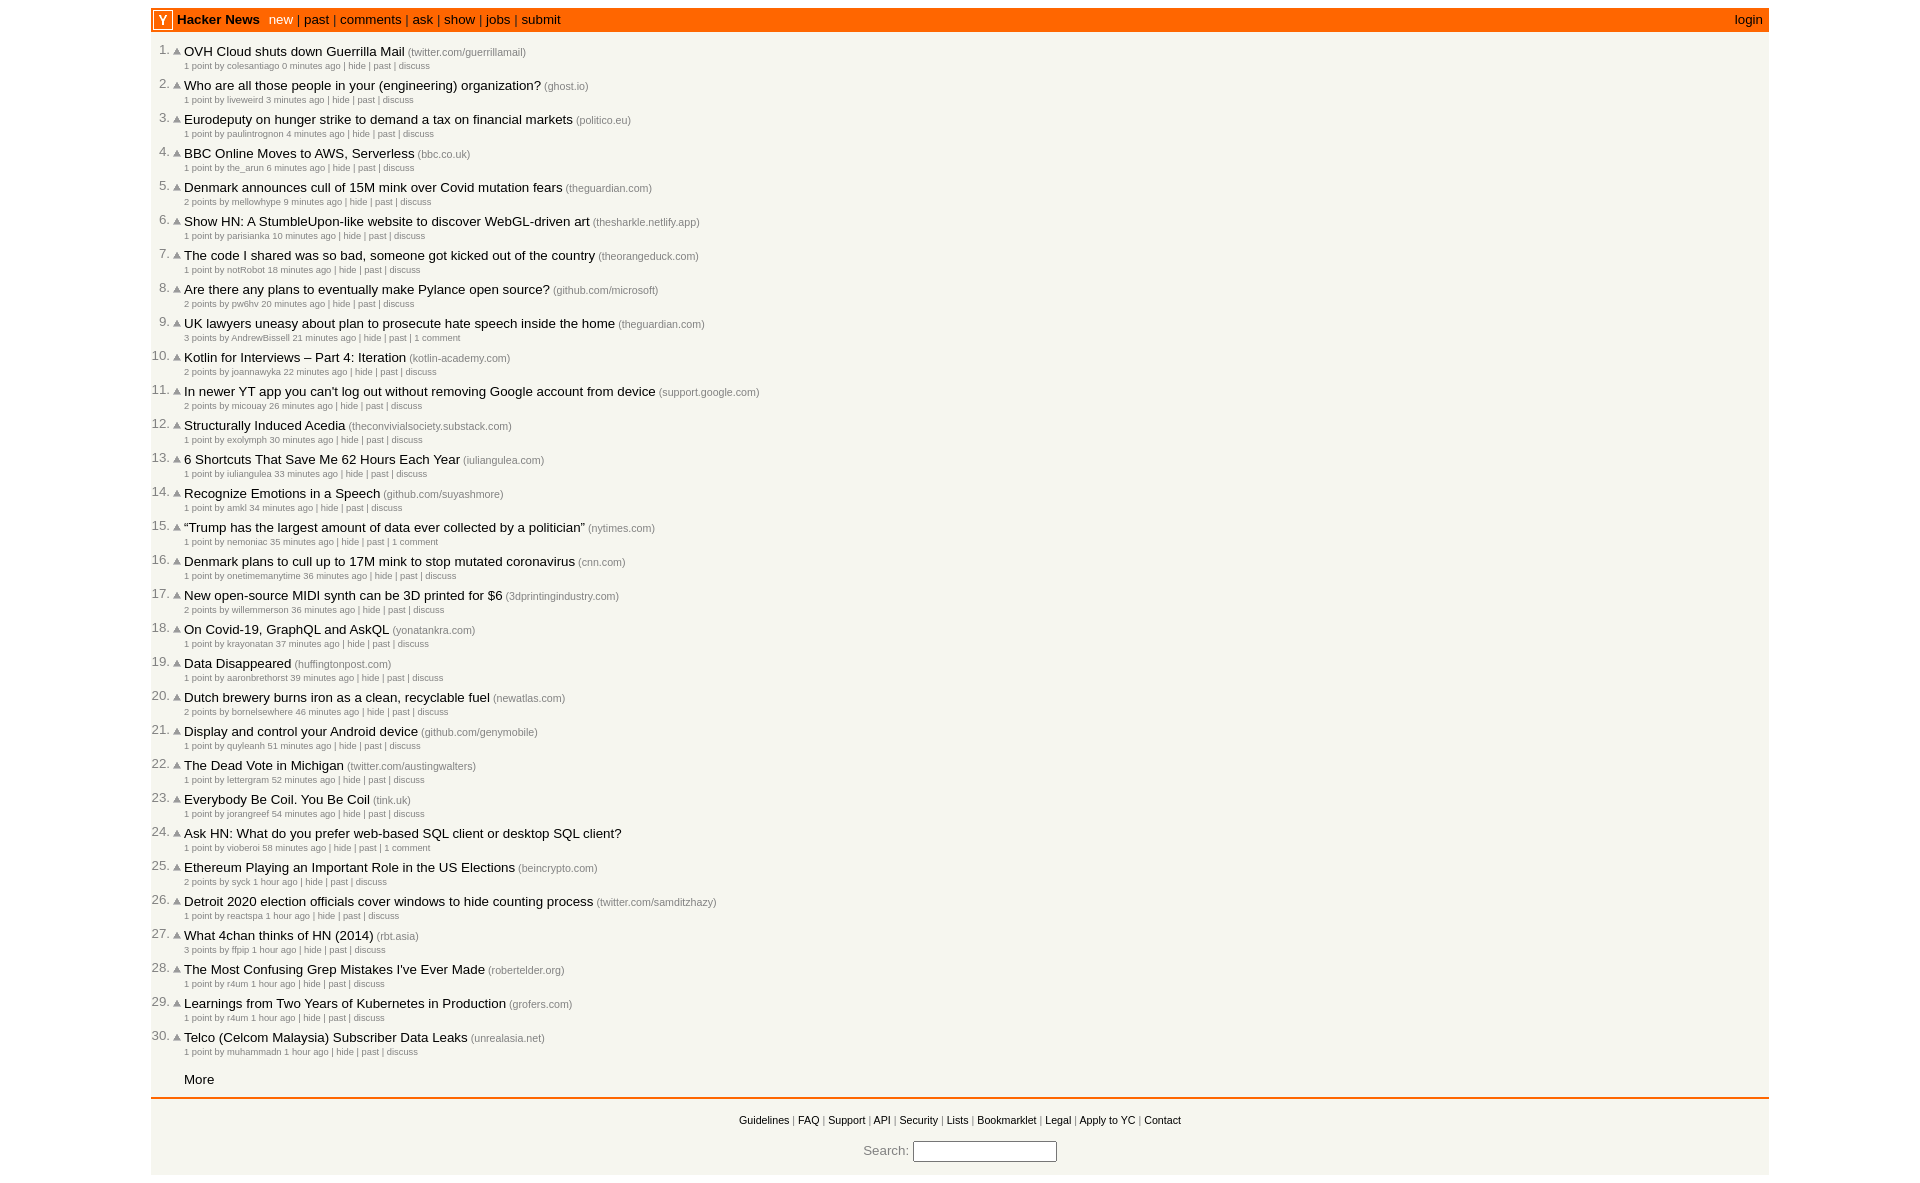 Y Hacker News new | past | comments | ask | show | jobs | submit login
1. OVH Cloud shuts down Guerrilla Mail (twitter.com/guerrillamail)
1 point by colesantiago 0 minutes ago | hide | past | discuss
2. Who are all those people in your (engineering) organization? (ghost.io)
1 point by liveweird 3 minutes ago | hide | past | discuss
3. Eurodeputy on hunger strike to demand a tax on financial markets (politico.eu)
1 point by paulintrognon 4 minutes ago | hide | past | discuss
4. BBC Online Moves to AWS, Serverless (bbc.co.uk)
1 point by the_arun 6 minutes ago | hide | past | discuss
5. Denmark announces cull of 15M mink over Covid mutation fears (theguardian.com)
2 points by mellowhype 9 minutes ago | hide | past | discuss
6. Show HN: A StumbleUpon-like website to discover WebGL-driven art (thesharkle.netlify.app)
1 point by parisianka 10 minutes ago | hide | past | discuss
7. The code I shared was so bad, someone got kicked out of the country (theorangeduck.com)
1 point by notRobot 18 minutes ago | hide | past | discuss
8. Are there any plans to eventually make Pylance open source? (github.com/microsoft)
2 points by pw6hv 20 minutes ago | hide | past | discuss
9. UK lawyers uneasy about plan to prosecute hate speech inside the home (theguardian.com)
3 points by AndrewBissell 21 minutes ago | hide | past | 1 comment
10. Kotlin for Interviews – Part 4: Iteration (kotlin-academy.com)
2 points by joannawyka 22 minutes ago | hide | past | discuss
11. In newer YT app you can't log out without removing Google account from device (support.google.com)
2 points by micouay 26 minutes ago | hide | past | discuss
12. Structurally Induced Acedia (theconvivialsociety.substack.com)
1 point by exolymph 30 minutes ago | hide | past | discuss
13. 6 Shortcuts That Save Me 62 Hours Each Year (iuliangulea.com)
1 point by iuliangulea 33 minutes ago | hide | past | discuss
14. Recognize Emotions in a Speech (github.com/suyashmore)
1 point by amkl 34 minutes ago | hide | past | discuss
15. “Trump has the largest amount of data ever collected by a politician” (nytimes.com)
1 point by nemoniac 35 minutes ago | hide | past | 1 comment
16. Denmark plans to cull up to 17M mink to stop mutated coronavirus (cnn.com)
1 point by onetimemanytime 36 minutes ago | hide | past | discuss
17. New open-source MIDI synth can be 3D printed for $6 (3dprintingindustry.com)
2 points by willemmerson 36 minutes ago | hide | past | discuss
18. On Covid-19, GraphQL and AskQL (yonatankra.com)
1 point by krayonatan 37 minutes ago | hide | past | discuss
19. Data Disappeared (huffingtonpost.com)
1 point by aaronbrethorst 39 minutes ago | hide | past | discuss
20. Dutch brewery burns iron as a clean, recyclable fuel (newatlas.com)
2 points by bornelsewhere 46 minutes ago | hide | past | discuss
21. Display and control your Android device (github.com/genymobile)
1 point by quyleanh 51 minutes ago | hide | past | discuss
22. The Dead Vote in Michigan (twitter.com/austingwalters)
1 point by lettergram 52 minutes ago | hide | past | discuss
23. Everybody Be Coil. You Be Coil (tink.uk)
1 point by jorangreef 54 minutes ago | hide | past | discuss
24. Ask HN: What do you prefer web-based SQL client or desktop SQL client?
1 point by vioberoi 58 minutes ago | hide | past | 1 comment
25. Ethereum Playing an Important Role in the US Elections (beincrypto.com)
2 points by syck 1 hour ago | hide | past | discuss
26. Detroit 2020 election officials cover windows to hide counting process (twitter.com/samditzhazy)
1 point by reactspa 1 hour ago | hide | past | discuss
27. What 4chan thinks of HN (2014) (rbt.asia)
3 points by ffpip 1 hour ago | hide | past | discuss
28. The Most Confusing Grep Mistakes I've Ever Made (robertelder.org)
1 point by r4um 1 hour ago | hide | past | discuss
29. Learnings from Two Years of Kubernetes in Production (grofers.com)
1 point by r4um 1 hour ago | hide | past | discuss
30. Telco (Celcom Malaysia) Subscriber Data Leaks (unrealasia.net)
1 point by muhammadn 1 hour ago | hide | past | discuss
More
Guidelines | FAQ | Support | API | Security | Lists | Bookmarklet | Legal | Apply to YC | Contact
Search: